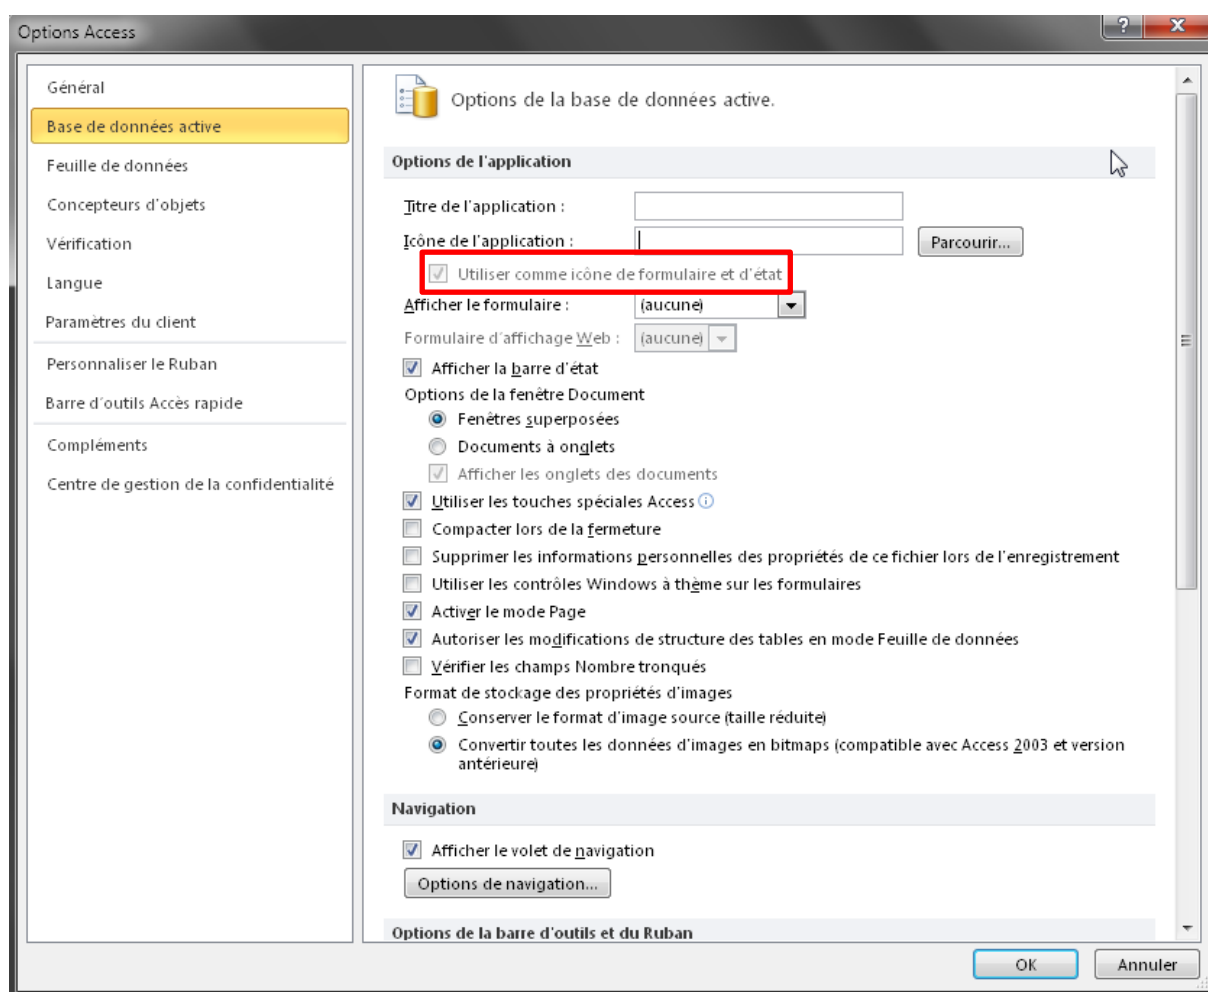 Options Access
?
X
Général
Base de données active
Feuille de données
Concepteurs d'objets
Vérification
Langue
Paramètres du client
Personnaliser le Ruban
Barre d'outils Accès rapide
Compléments
Centre de gestion de la confidentialité
Options de la base de données active.
Options de l'application
Titre de l'application :
Icône de l'application :
Parcourir...
Utiliser comme icône de formulaire et d'état
Afficher le formulaire : (aucune)
Formulaire d'affichage Web : (aucune)
Afficher la barre d'état
Options de la fenêtre Document
Fenêtres superposées
Documents à onglets
Afficher les onglets des documents
Utiliser les touches spéciales Access
Compacter lors de la fermeture
Supprimer les informations personnelles des propriétés de ce fichier lors de l'enregistrement
Utiliser les contrôles Windows à thème sur les formulaires
Activer le mode Page
Autoriser les modifications de structure des tables en mode Feuille de données
Vérifier les champs Nombre tronqués
Format de stockage des propriétés d'images
Conserver le format d'image source (taille réduite)
Convertir toutes les données d'images en bitmaps (compatible avec Access 2003 et version
antérieure)
Navigation
Afficher le volet de navigation
Options de navigation...
Options de la barre d'outils et du Ruban
OK
Annuler